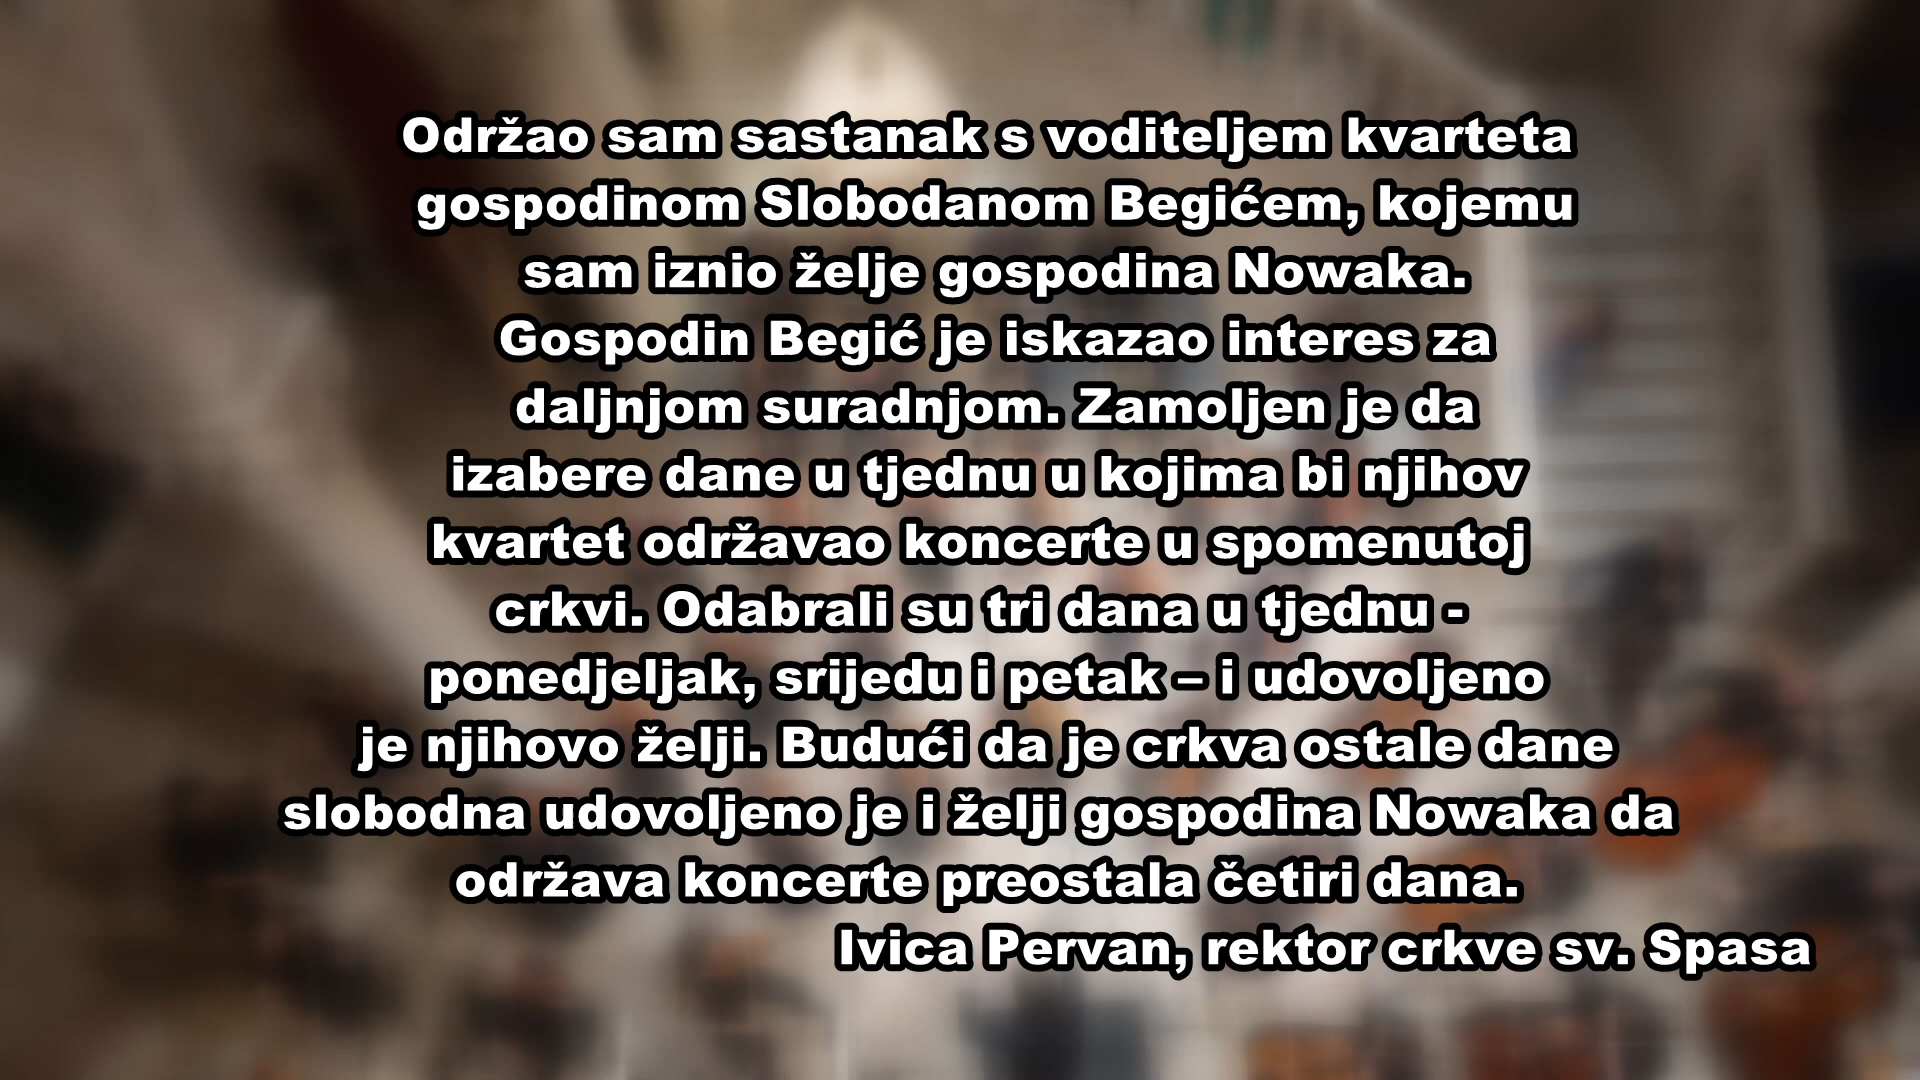 Održao sam sastanak s voditeljem kvarteta
gospodinom Slobodanom Begićem, kojemu
sam iznio želje gospodina Nowaka.
Gospodin Begić je iskazao interes za
daljnjom suradnjom. Zamoljen je da
izabere dane u tjednu u kojima bi njihov
kvartet održavao koncerte u spomenutoj
crkvi. Odabrali su tri dana u tjednu -
ponedjeljak, srijedu i petak – i udovoljeno
je njihovo želji. Budući da je crkva ostale dane
slobodna udovoljeno je i želji gospodina Nowaka da
održava koncerte preostala četiri dana.
Ivica Pervan, rektor crkve sv. Spasa